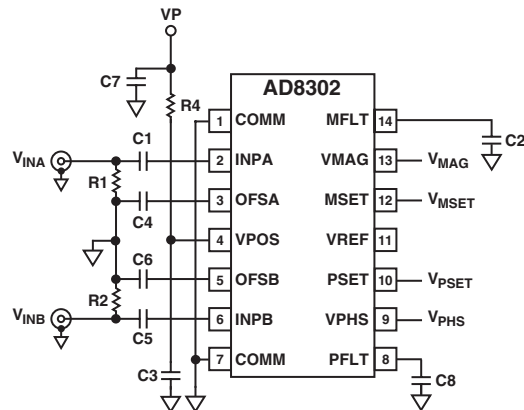 VP
C7
R4
AD8302
1 COMM MFLT 14
C1
C2
VINA
2 INPA VMAG 13 VMAG
R1
3 OFSA MSET 12 VMSET
C4
4 VPOS VREF 11
C6
5 OFSB PSET 10 VPSET
R2
VINB
6 INPB VPHS 9 VPHS
C5
7 COMM PFLT 8
C3
C8